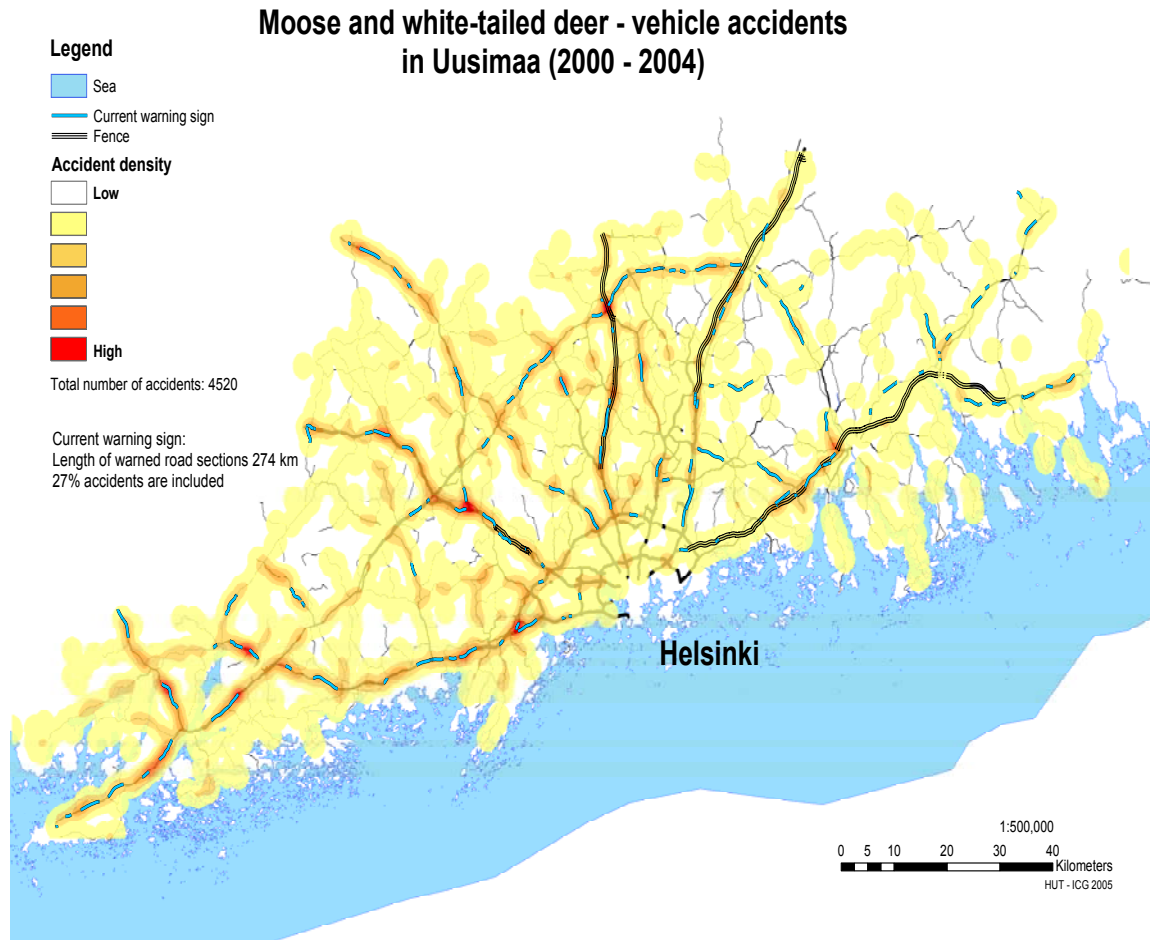 Moose and white-tailed deer - vehicle accidents
in Uusimaa (2000 - 2004)
Legend
Sea
Current warning sign
Fence
Accident density
Low
High
Total number of accidents: 4520
Current warning sign:
Length of warned road sections 274 km
27% accidents are included
Helsinki
1:500,000
0 5 10 20 30 40
Kilometers
HUT - ICG 2005